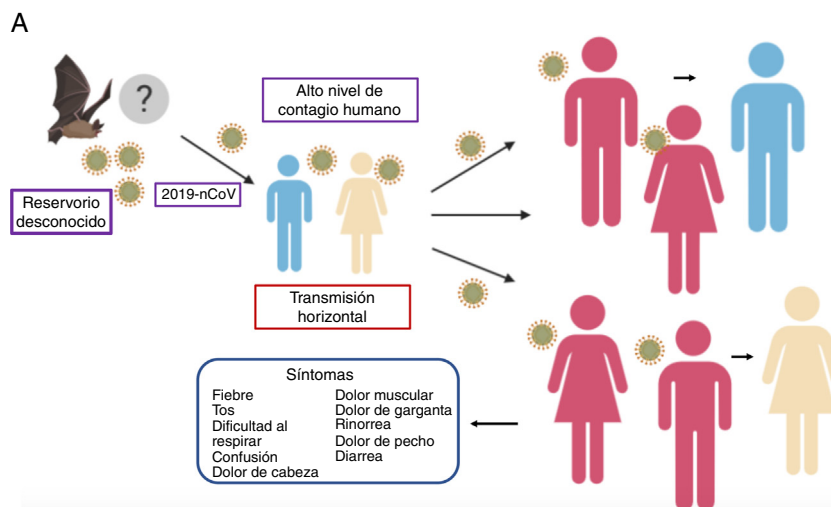 A
?
Alto nivel de
contagio humano
Reservorio
desconocido
2019-nCoV
Transmisión
horizontal
Síntomas
Fiebre
Tos
Dificultad al
respirar
Confusión
Dolor de cabeza
Dolor muscular
Dolor de garganta
Rinorrea
Dolor de pecho
Diarrea